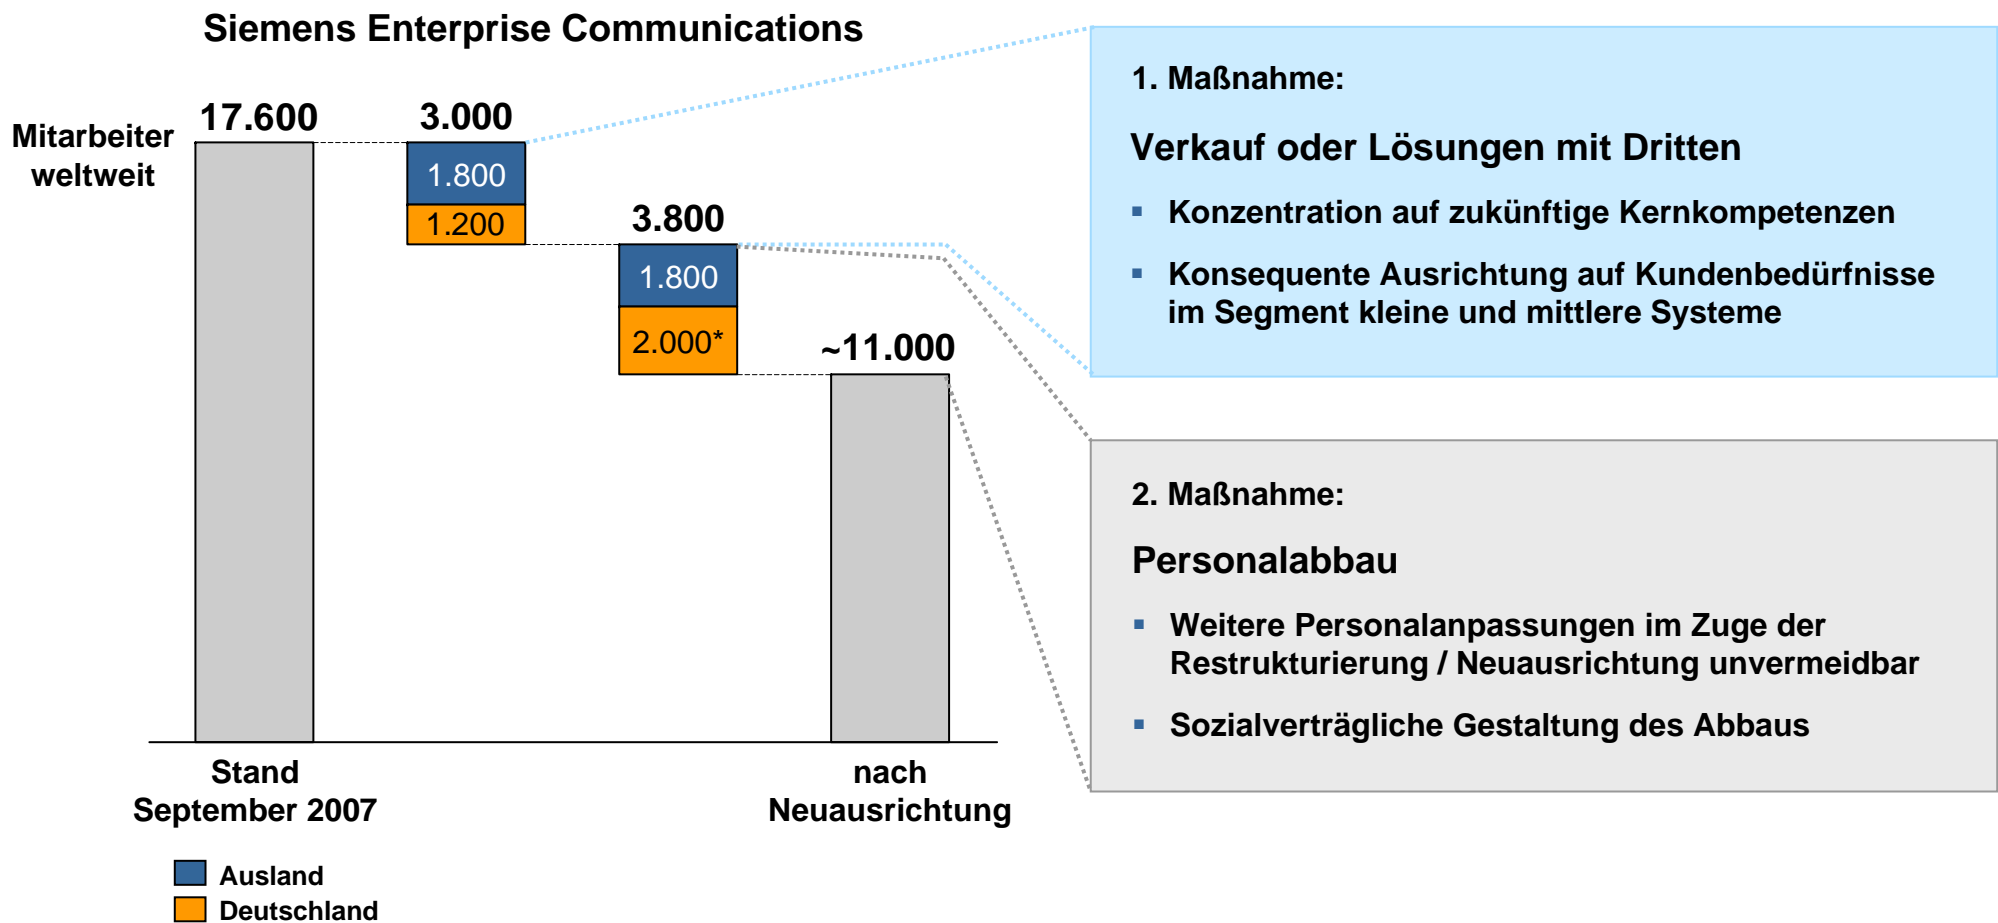 Siemens Enterprise Communications
Mitarbeiter
weltweit
17.600
3.000
1.800
1.200
3.800
1.800
2.000*
~11.000
Stand
September 2007
nach
Neuausrichtung
Ausland
Deutschland
1. Maßnahme:
Verkauf oder Lösungen mit Dritten
▪ Konzentration auf zukünftige Kernkompetenzen
▪ Konsequente Ausrichtung auf Kundenbedürfnisse
im Segment kleine und mittlere Systeme
2. Maßnahme:
Personalabbau
▪ Weitere Personalanpassungen im Zuge der
Restrukturierung / Neuausrichtung unvermeidbar
▪ Sozialverträgliche Gestaltung des Abbaus